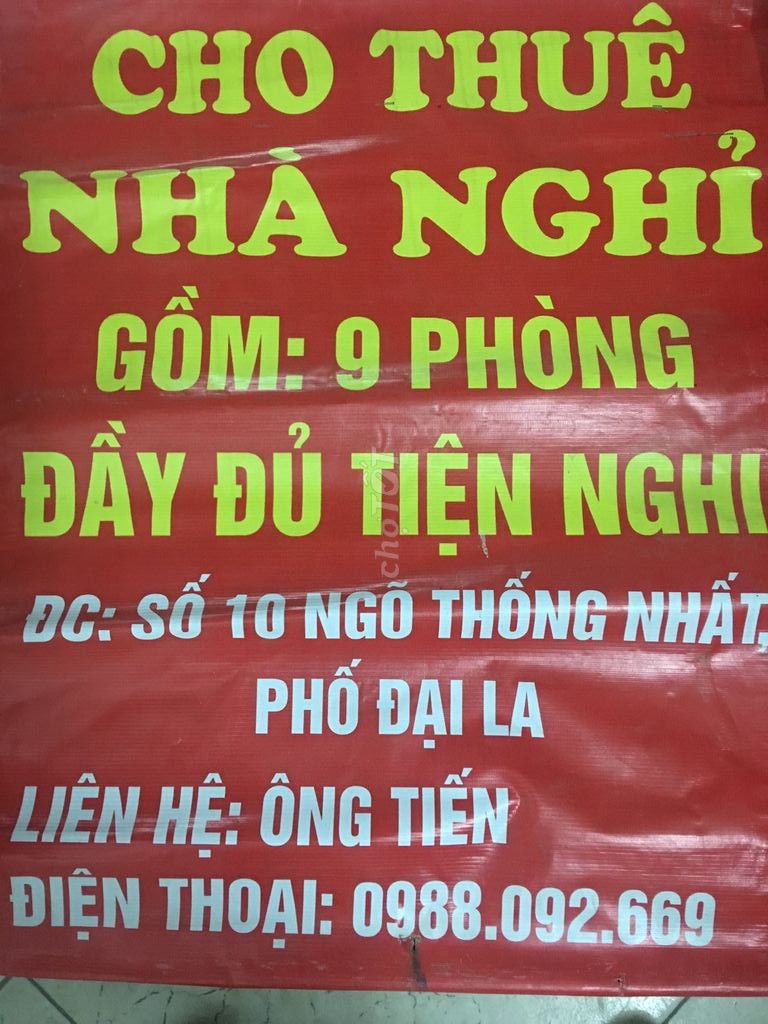 CHO THUÊ
NHÀ NGHỈ
GỒM: 9 PHÒNG
ĐẦY ĐỦ TIỆN NGHI
ĐC: SỐ 10 NGÕ THỐNG NHẤT,
PHỐ ĐẠI LA
LIÊN HỆ: ÔNG TIẾN
ĐIỆN THOẠI: 0988.092.669
chợTỐT